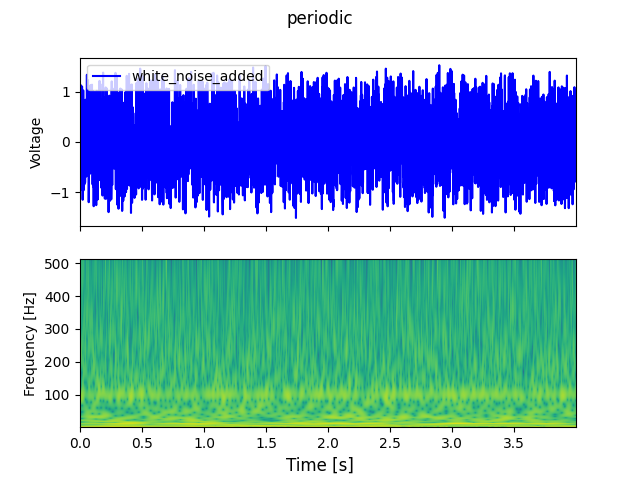 periodic
white_noise_added
Voltage
1
0
−1
Frequency [Hz]
500
400
300
200
100
0.0 0.5 1.0 1.5 2.0 2.5 3.0 3.5
Time [s]